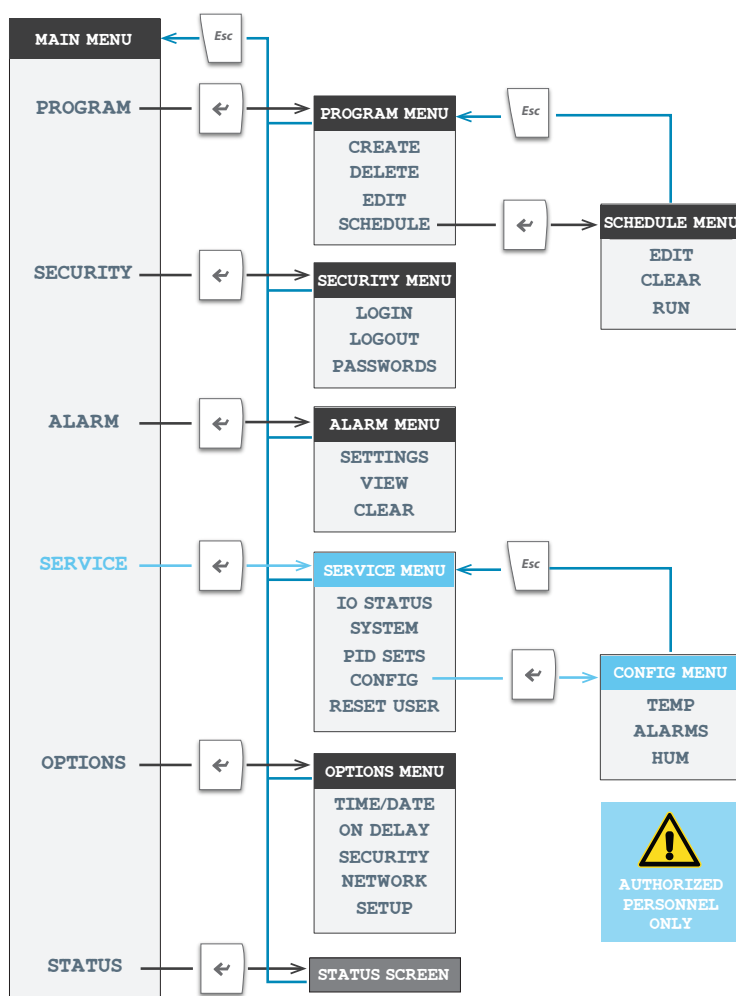 MAIN MENU
Esc
PROGRAM
PROGRAM MENU
CREATE
DELETE
EDIT
SCHEDULE
Esc
SCHEDULE MENU
EDIT
CLEAR
RUN
SECURITY
SECURITY MENU
LOGIN
LOGOUT
PASSWORDS
ALARM
ALARM MENU
SETTINGS
VIEW
CLEAR
SERVICE
SERVICE MENU
IO STATUS
SYSTEM
PID SETS
CONFIG
RESET USER
Esc
CONFIG MENU
TEMP
ALARMS
HUM
OPTIONS
OPTIONS MENU
TIME/DATE
ON DELAY
SECURITY
NETWORK
SETUP
AUTHORIZED
PERSONNEL
ONLY
STATUS
STATUS SCREEN